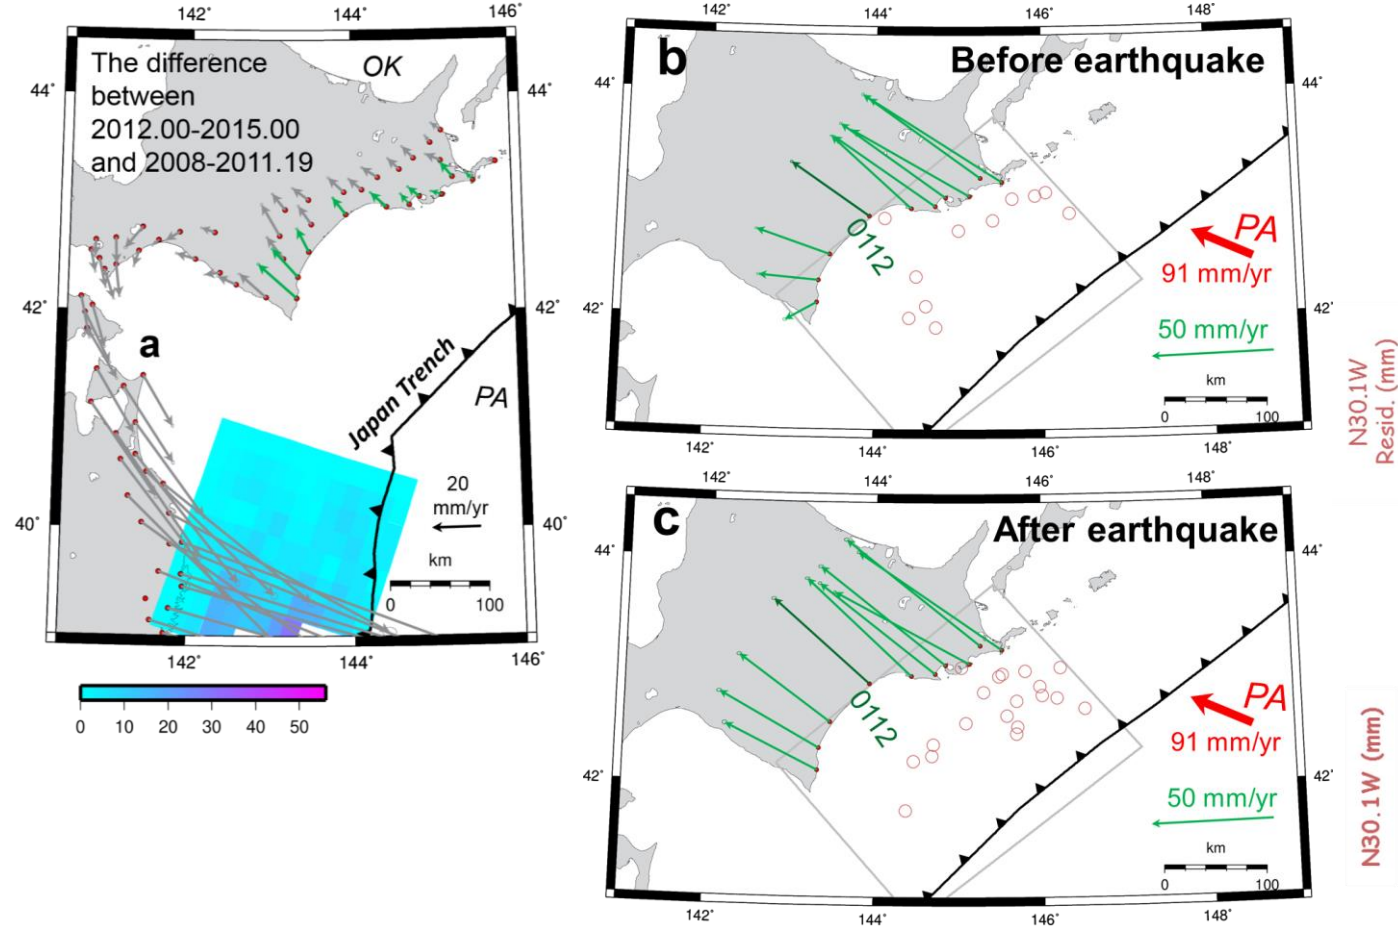 142° 144° 146°
The difference
between
2012.00-2015.00
and 2008-2011.19
OK
44° 44°
42° 42°
a
Japan Trench
PA
20
mm/yr
40° 40°
km
0 100
142° 144° 146°
0 10 20 30 40 50
144° 146° 148°
b
Before earthquake
44° 44°
0112
PA
91 mm/yr
42° 42°
50 mm/yr
km
0 100
142° 144° 146° 148°
142° 144° 146° 148°
c
After earthquake
44° 44°
0112
PA
91 mm/yr
42° 42°
50 mm/yr
km
0 100
142° 144° 146° 148°
N30.1W
Resid. (mm)
N30.1W (mm)